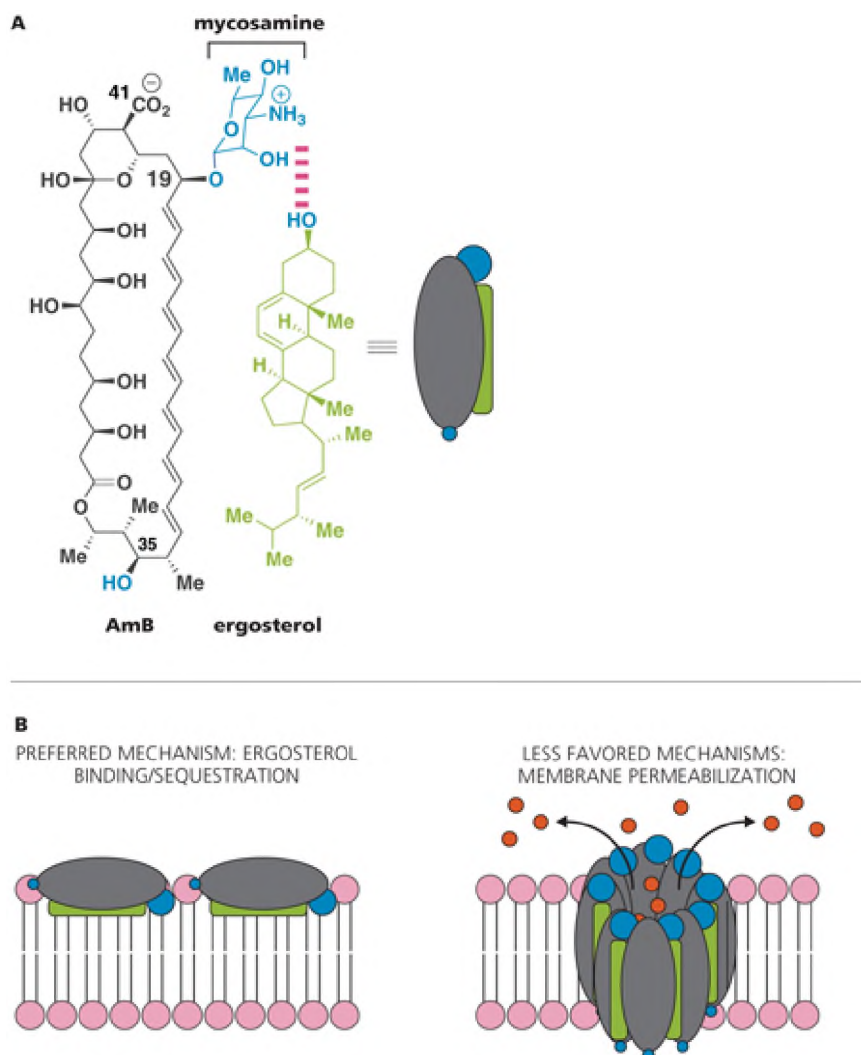 A
mycosamine
Me
OH
41
CO2
HO
O
NH3
OH
HO
O
19
O
HO
OH
Me
OH
HO
H
H
OH
Me
OH
Me
O
O
Me
Me
35
Me
Me
Me
HO
Me
AmB
ergosterol
B
PREFERRED MECHANISM: ERGOSTEROL
BINDING/SEQUESTRATION
LESS FAVORED MECHANISMS:
MEMBRANE PERMEABILIZATION